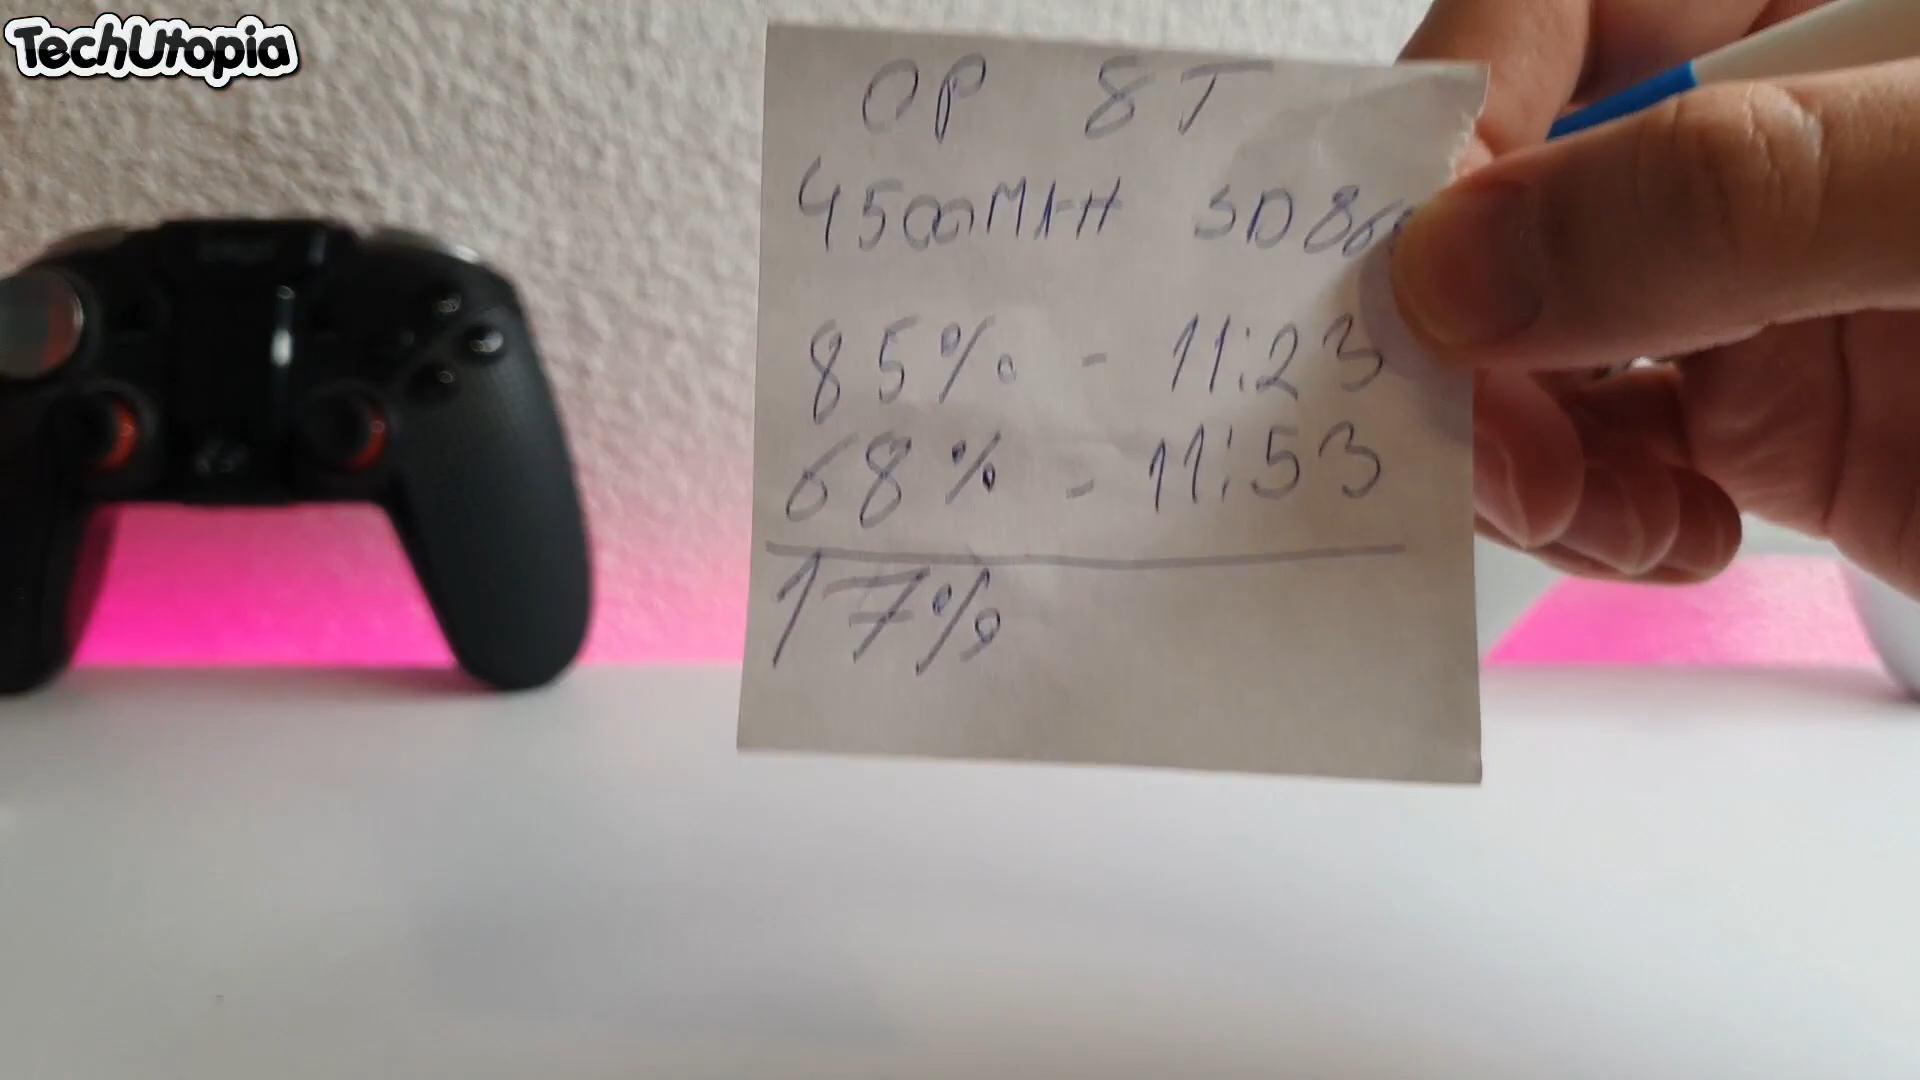 TechUtopia
OP 8T
4500MAH SD86
85% - 11:23
68% - 11:53
17%